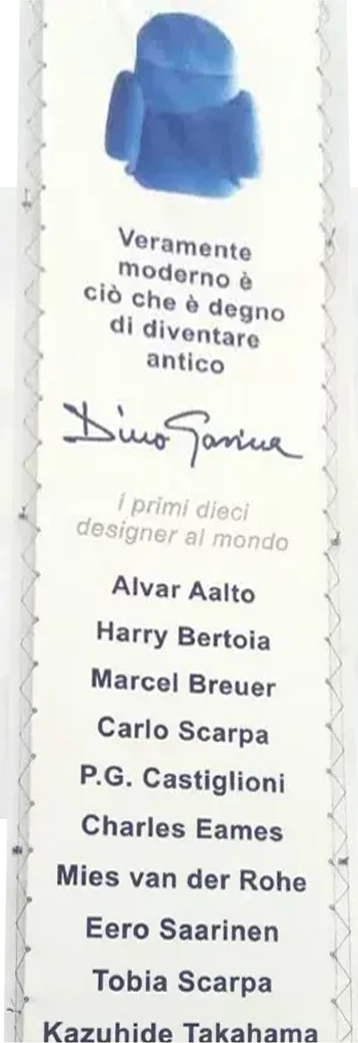 Veramente
moderno è
ciò che è degno
di diventare
antico
Dino Gavina
i primi dieci
designer al mondo
Alvar Aalto
Harry Bertoia
Marcel Breuer
Carlo Scarpa
P.G. Castiglioni
Charles Eames
Mies van der Rohe
Eero Saarinen
Tobia Scarpa
Kazuhide Takahama